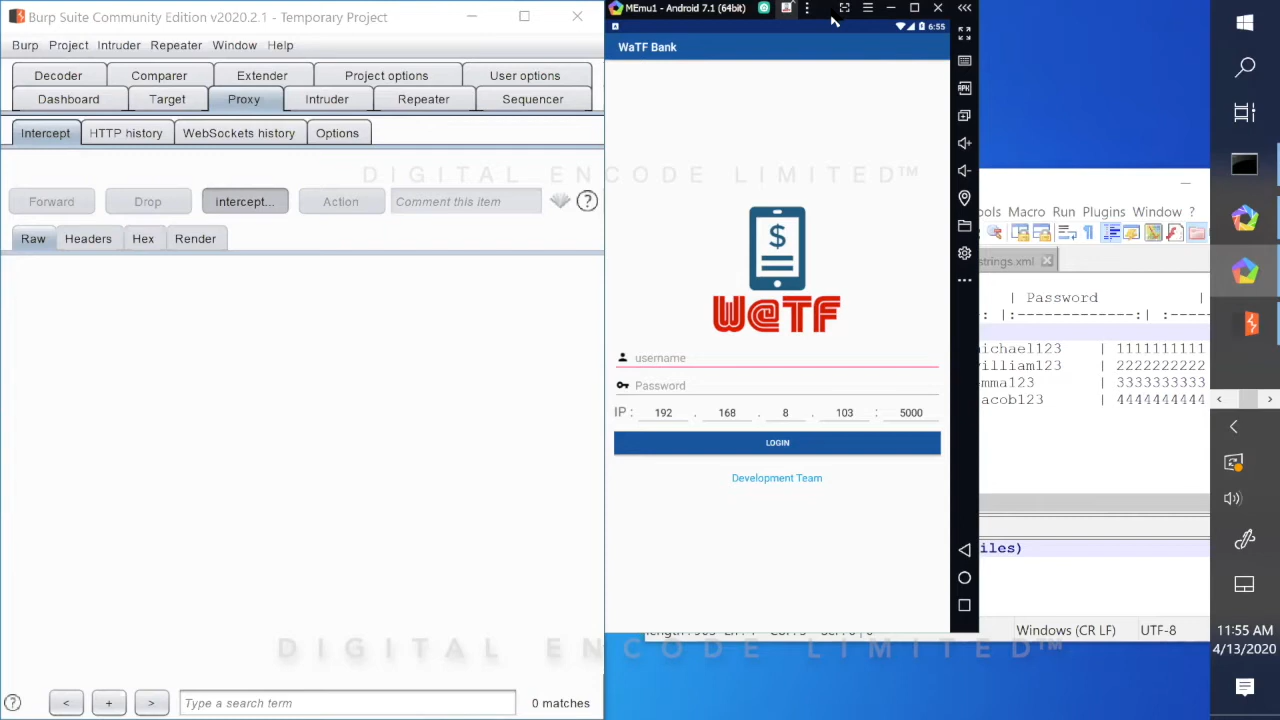 Burp Suite Community Edition v2020.2.1 - Temporary Project
Burp Project Intruder Repeater Window Help
Decoder Comparer Extender Project options User options
Dashboard Target Proxy Intruder Repeater Sequencer
Intercept HTTP history WebSockets history Options
Forward Drop Intercept... Action Comment this item ?
Raw Headers Hex Render
? < + > Type a search term 0 matches
MEmu1 - Android 7.1 (64bit)
6:55
WaTF Bank
DIGITAL ENCODE LIMITED™
$
W@TF
username
Password
IP : 192 . 168 . 8 . 103 : 5000
LOGIN
Development Team
APK
ools Macro Run Plugins Window ?
strings.xml
| Password |
: |:-------------:| :----
ichael123 | 1111111111
illiam123 | 2222222222
mma123 | 3333333333
acob123 | 4444444444
iles)
Windows (CR LF) UTF-8
DIGITAL ENCODE LIMITED™
11:55 AM
4/13/2020